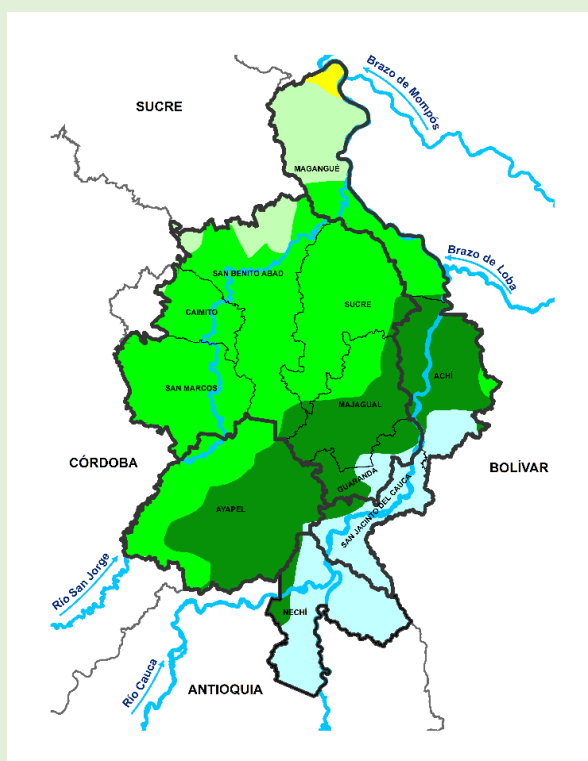 Brazo de Mompós
SUCRE
MAGANGUÉ
Brazo de Loba
SAN BENITO ABAD
SUCRE
CAIMITO
ACHÍ
SAN MARCOS
MAJAGUAL
CÓRDOBA
BOLÍVAR
GUARANDA
SAN JACINTO DEL CAUCA
AYAPEL
Río San Jorge
NECHÍ
Río Cauca
ANTIOQUIA